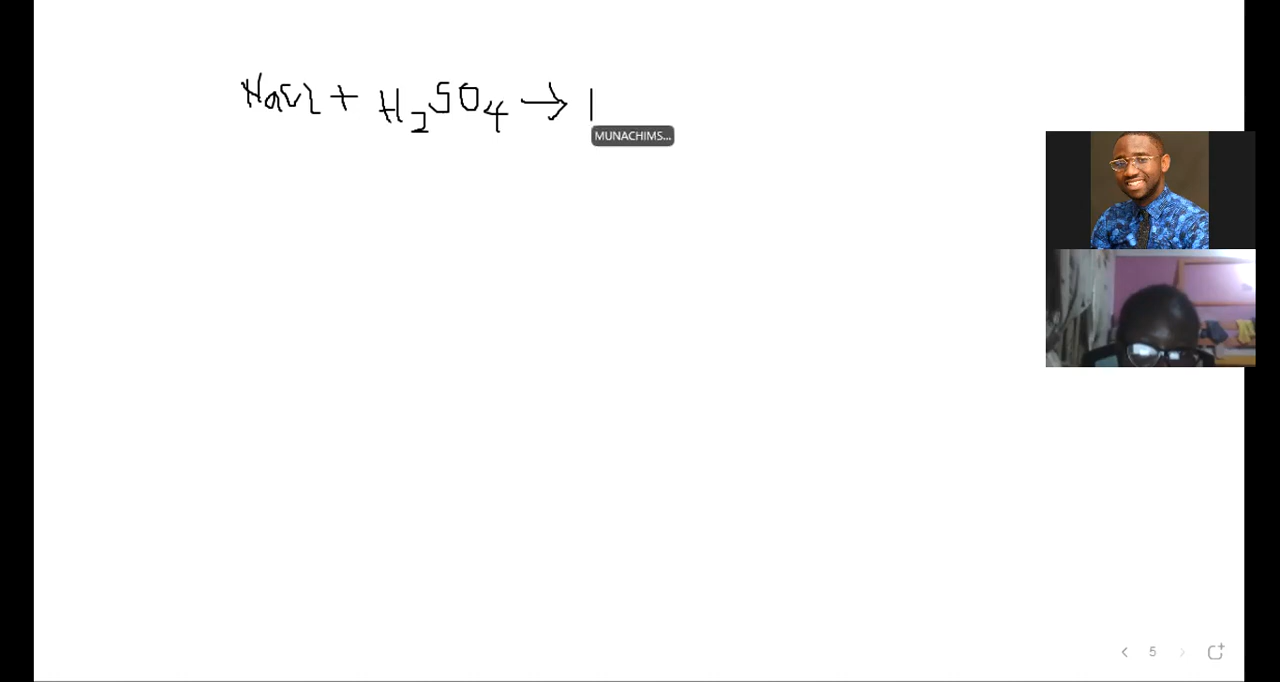 NaCl + H₂SO₄ → |
MUNACHIMS...
5